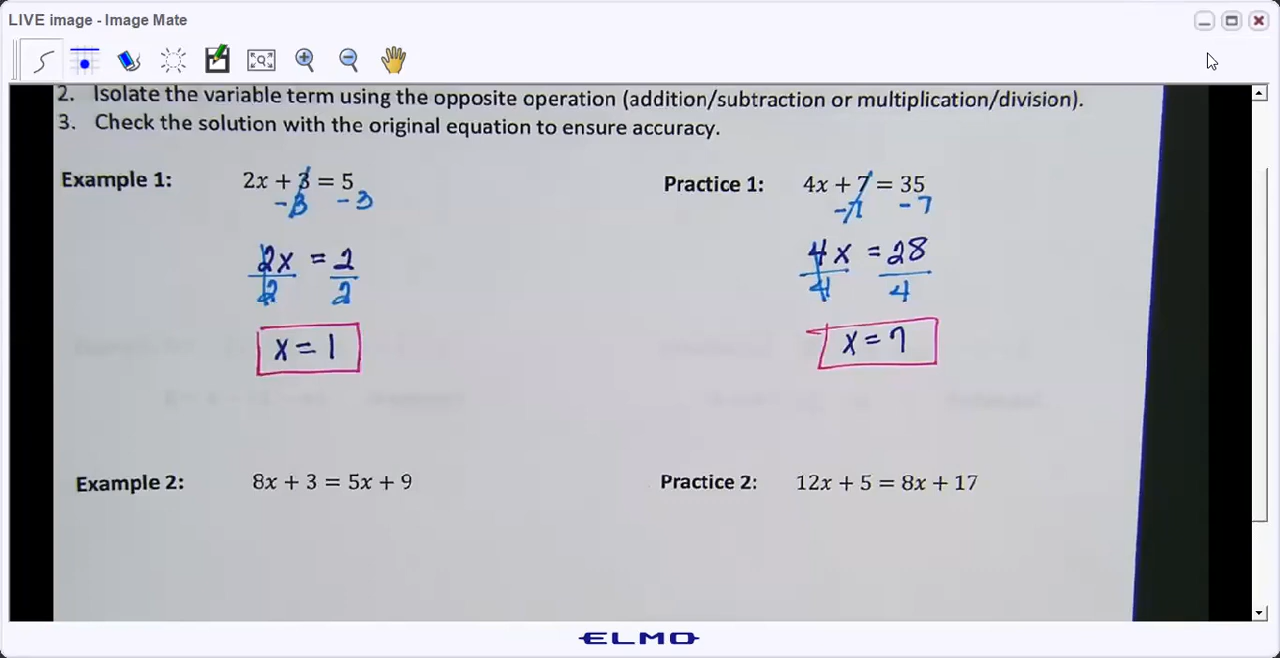 LIVE image - Image Mate
2. Isolate the variable term using the opposite operation (addition/subtraction or multiplication/division).
3. Check the solution with the original equation to ensure accuracy.
Example 1: 2x + 3 = 5
-3 -3
2x = 2
2 2
x = 1
Practice 1: 4x + 7 = 35
-7 -7
4x = 28
4 4
x = 7
Example 2: 8x + 3 = 5x + 9
Practice 2: 12x + 5 = 8x + 17
ELMO